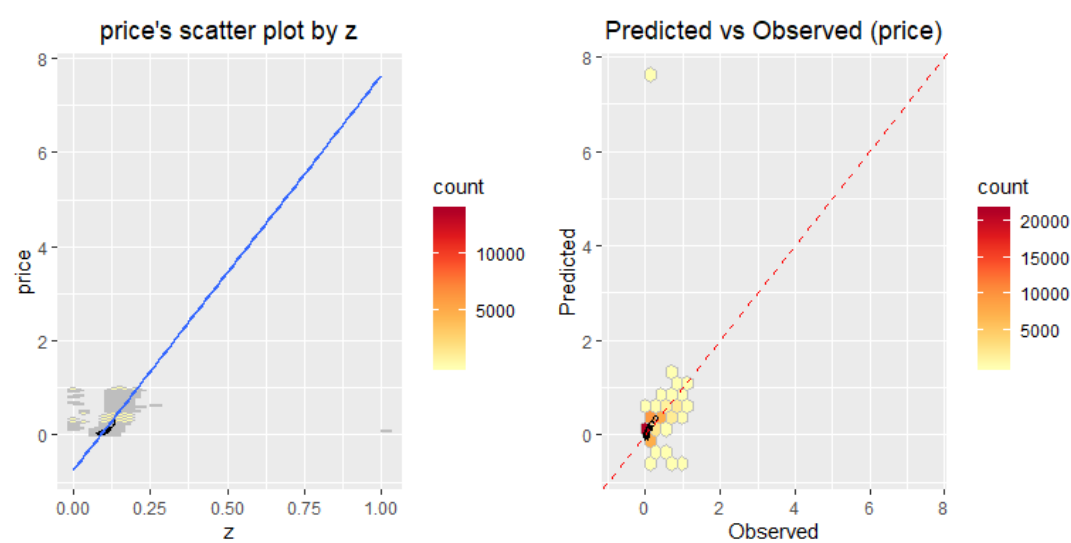 price's scatter plot by z
8
6
4
2
0
price
0.00 0.25 0.50 0.75 1.00
z
count
10000
5000
Predicted vs Observed (price)
8
6
4
2
0
Predicted
0 2 4 6 8
Observed
count
20000
15000
10000
5000